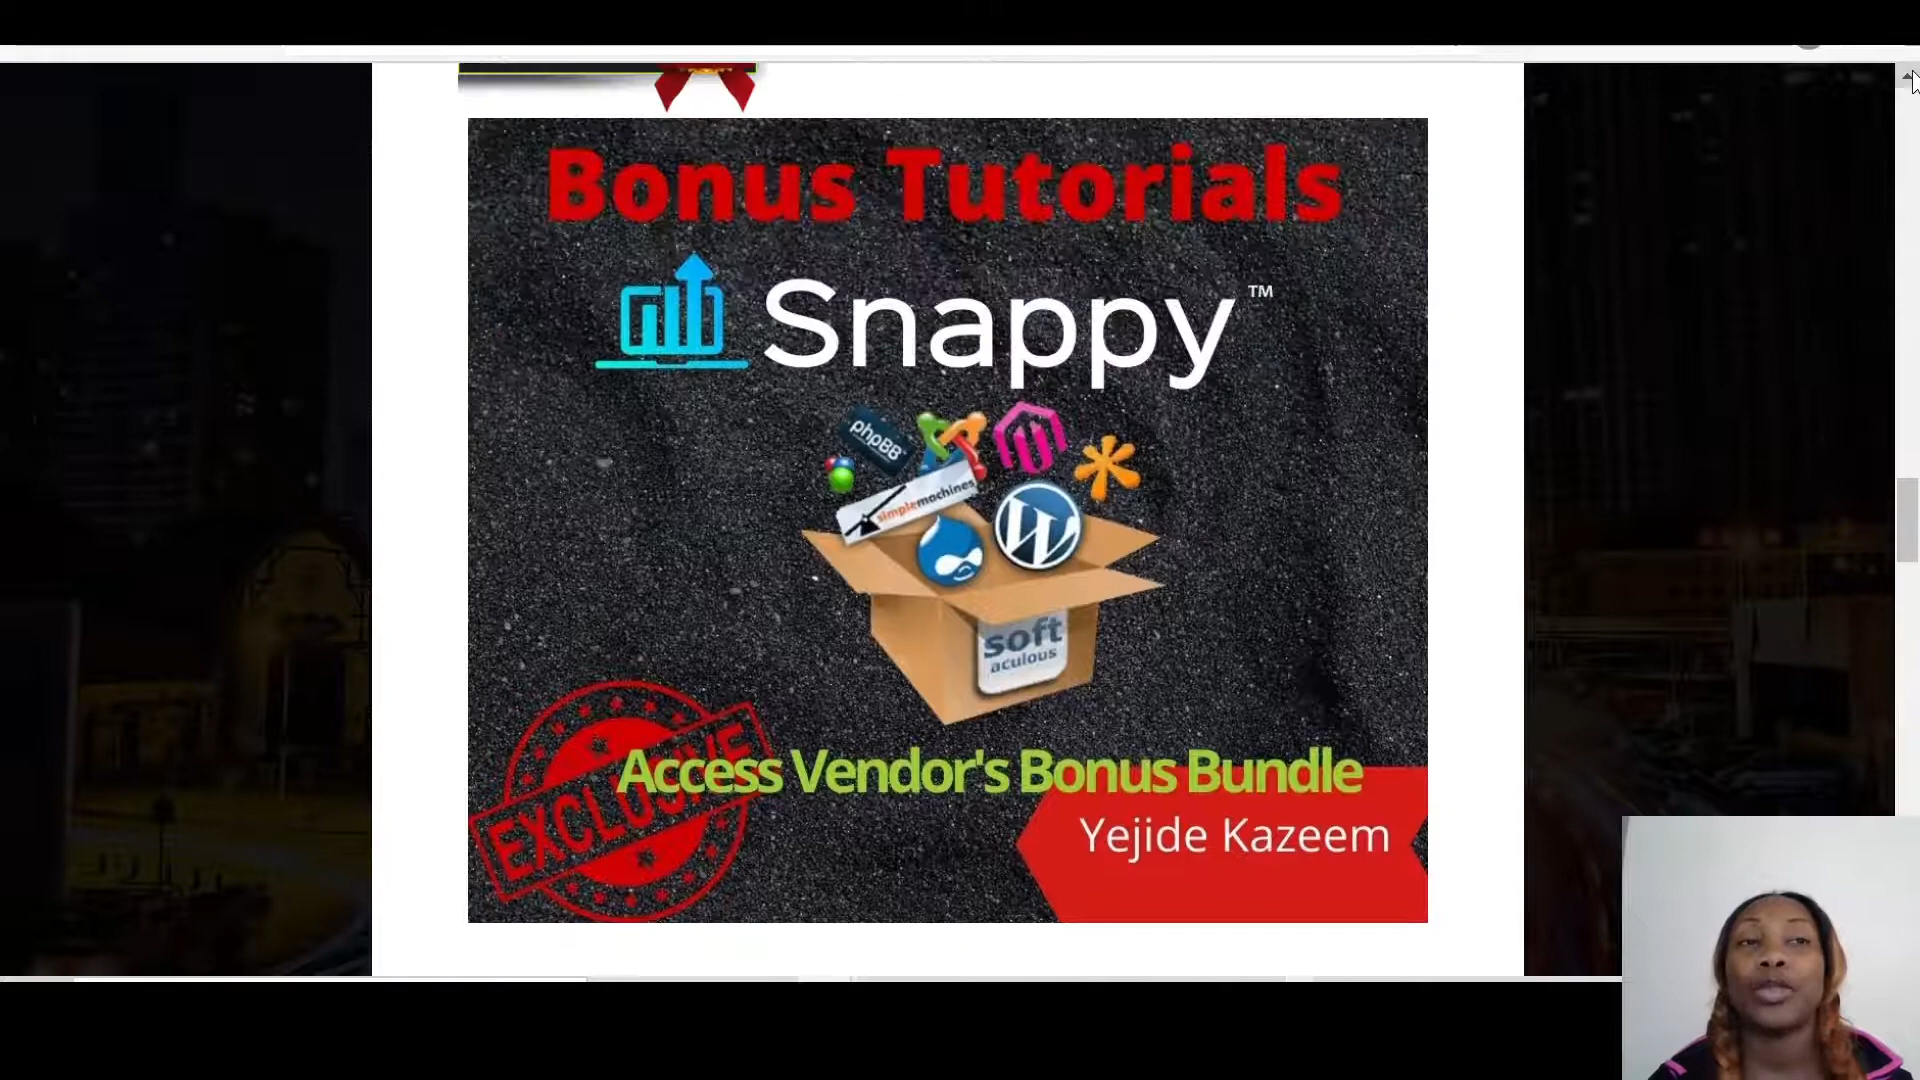 Bonus Tutorials
Snappy™
phpBB
simplemachines
soft
aculous
EXCLUSIVE
Access Vendor's Bonus Bundle
Yejide Kazeem